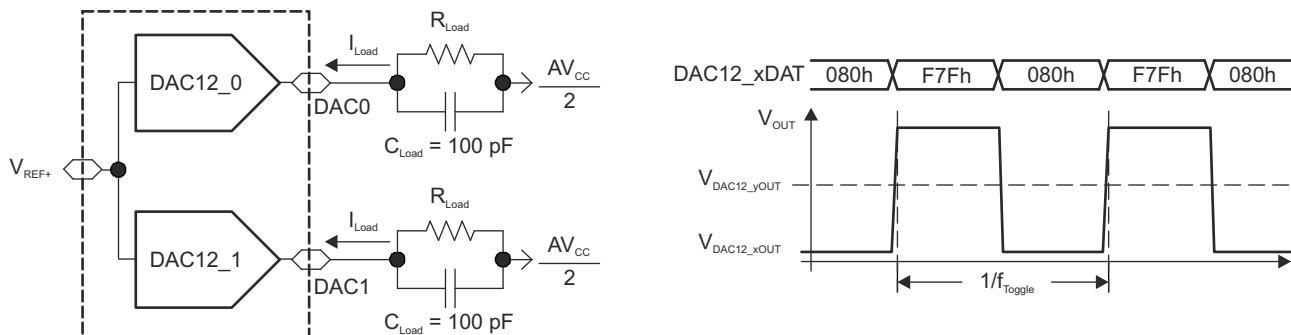 R_Load
I_Load
AV_CC
DAC12_0
2
DAC0
C_Load = 100 pF
V_REF+
R_Load
I_Load
AV_CC
DAC12_1
2
DAC1
C_Load = 100 pF
DAC12_xDAT 080h F7Fh 080h F7Fh 080h
V_OUT
V_DAC12_yOUT
V_DAC12_xOUT
1/f_Toggle